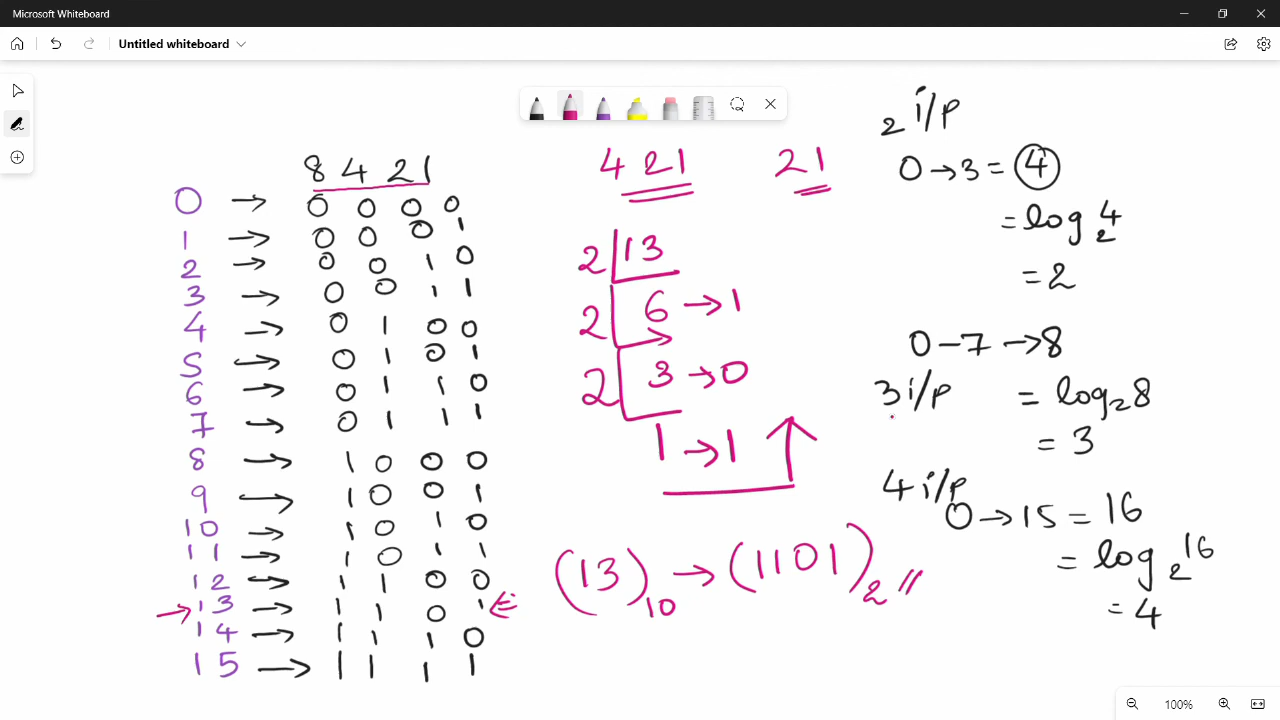 Microsoft Whiteboard
Untitled whiteboard
8 4 2 1
0 → 0 0 0 0
1 → 0 0 0 1
2 → 0 0 1 0
3 → 0 0 1 1
4 → 0 1 0 0
5 → 0 1 0 1
6 → 0 1 1 0
7 → 0 1 1 1
8 → 1 0 0 0
9 → 1 0 0 1
10 → 1 0 1 0
11 → 1 0 1 1
12 → 1 1 0 0
→ 13 → 1 1 0 1 ←
14 → 1 1 1 0
15 → 1 1 1 1
4 2 1
2 1
2 13
2 6 → 1
2 3 → 0
1 → 1
(13)₁₀ → (1101)₂ //
2 i/p
0 → 3 = 4
= log₂ 4
= 2
0 – 7 → 8
3 i/p = log₂ 8
= 3
4 i/p
0 → 15 = 16
= log₂ 16
= 4
100%